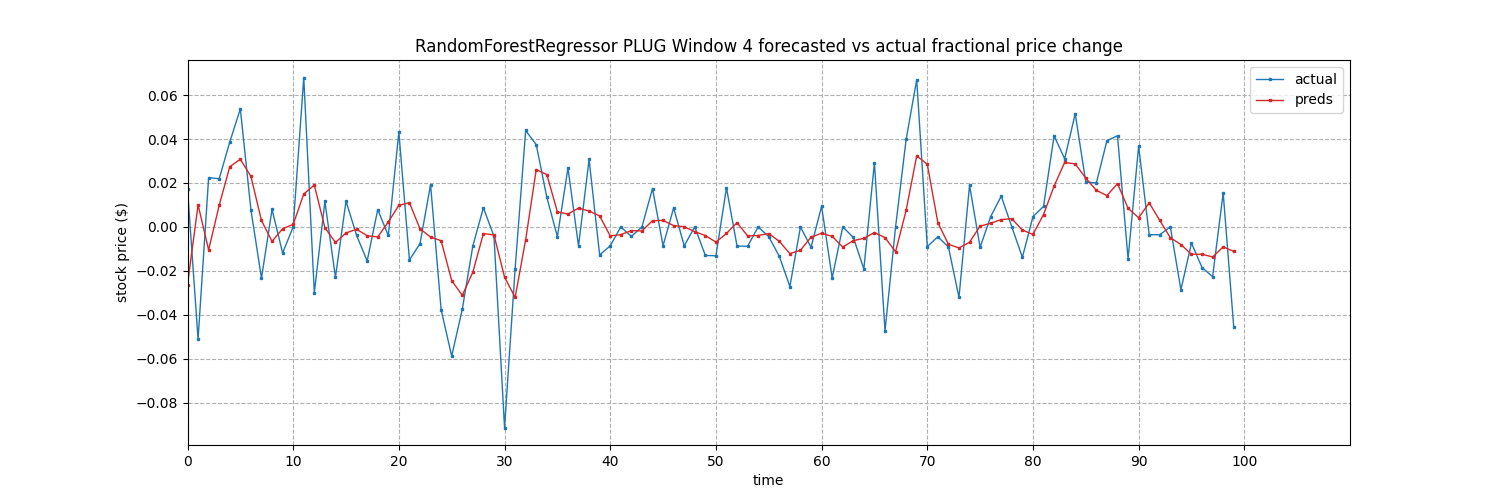 RandomForestRegressor PLUG Window 4 forecasted vs actual fractional price change
actual
preds
stock price ($)
0.06
0.04
0.02
0.00
−0.02
−0.04
−0.06
−0.08
0 10 20 30 40 50 60 70 80 90 100
time